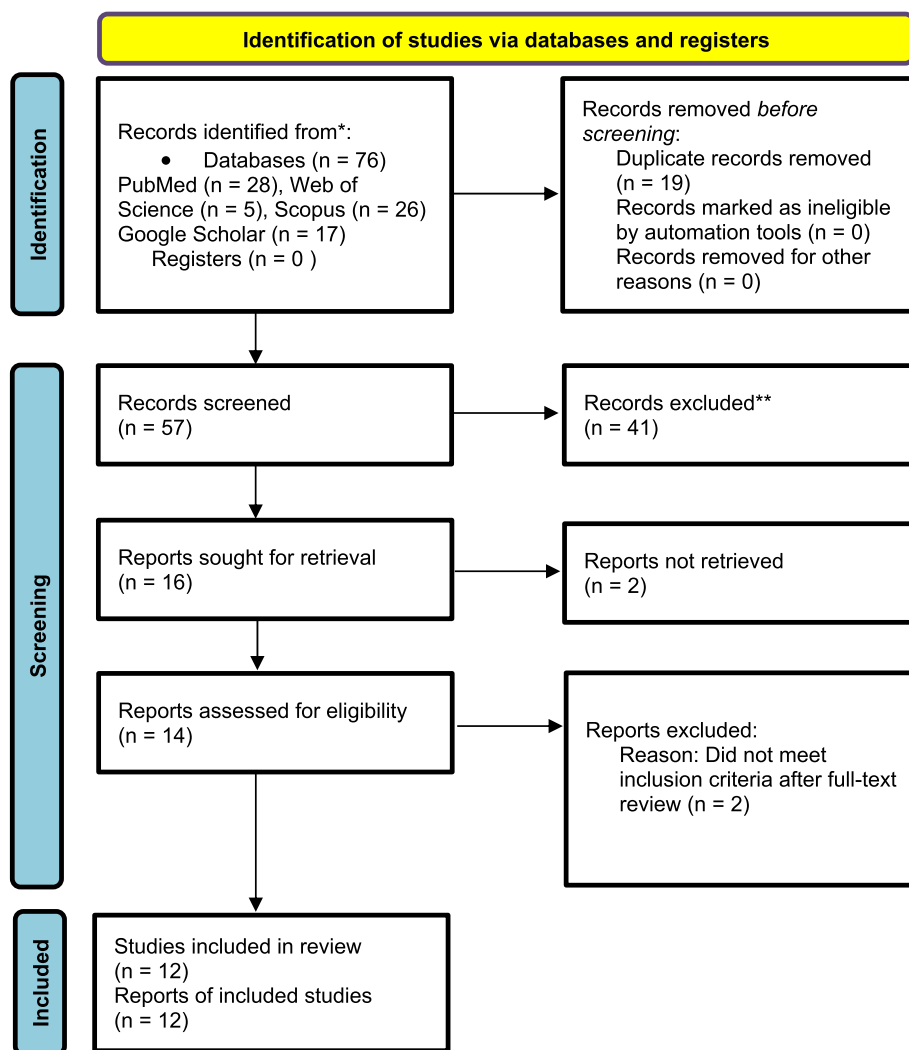 Identification of studies via databases and registers
Identification
Records identified from*:
• Databases (n = 76)
PubMed (n = 28), Web of
Science (n = 5), Scopus (n = 26)
Google Scholar (n = 17)
Registers (n = 0 )
Records removed before
screening:
Duplicate records removed
(n = 19)
Records marked as ineligible
by automation tools (n = 0)
Records removed for other
reasons (n = 0)
Screening
Records screened
(n = 57)
Records excluded**
(n = 41)
Reports sought for retrieval
(n = 16)
Reports not retrieved
(n = 2)
Reports assessed for eligibility
(n = 14)
Reports excluded:
Reason: Did not meet
inclusion criteria after full-text
review (n = 2)
Included
Studies included in review
(n = 12)
Reports of included studies
(n = 12)